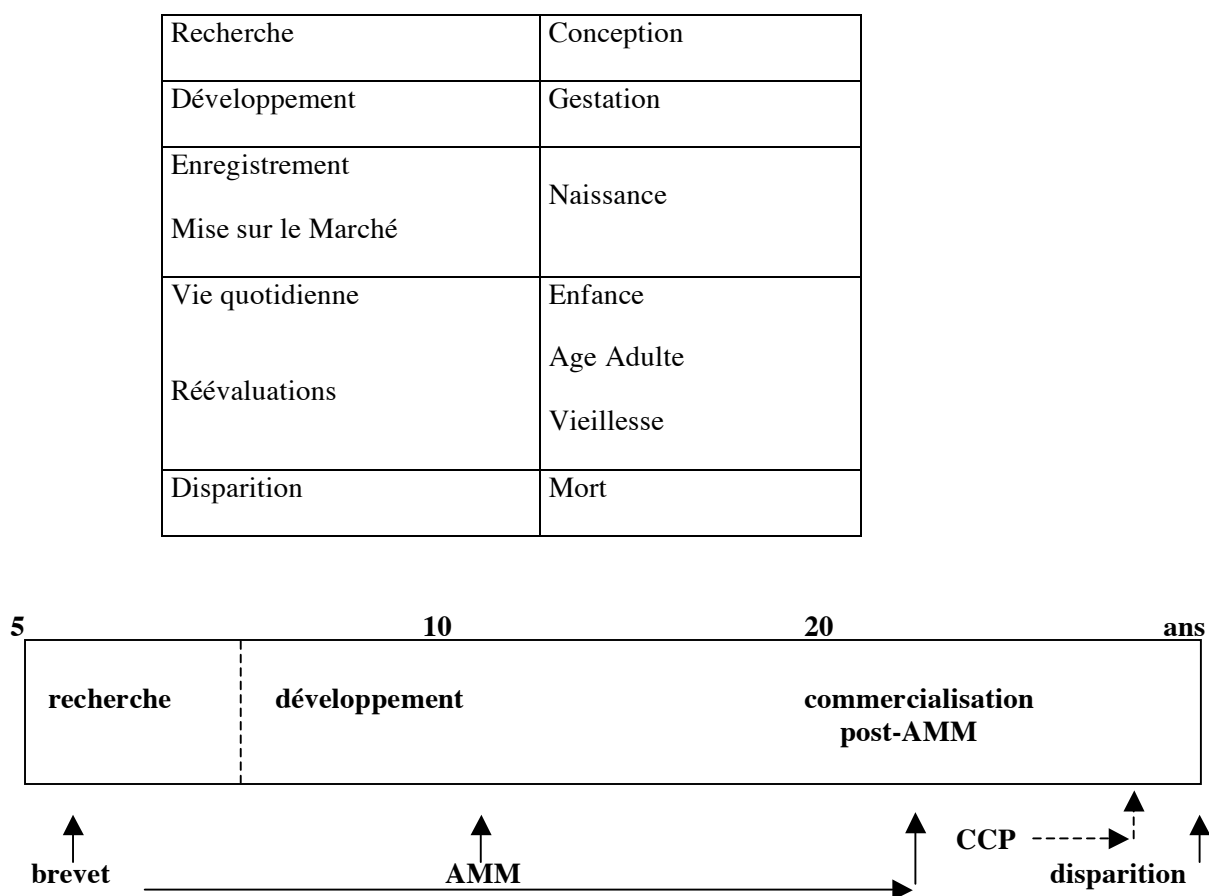 Recherche Conception
Développement Gestation
Enregistrement
Naissance
Mise sur le Marché
Vie quotidienne Enfance
Age Adulte
Réévaluations
Vieillesse
Disparition Mort
5 10 20 ans
recherche développement commercialisation
post-AMM
CCP
brevet AMM disparition